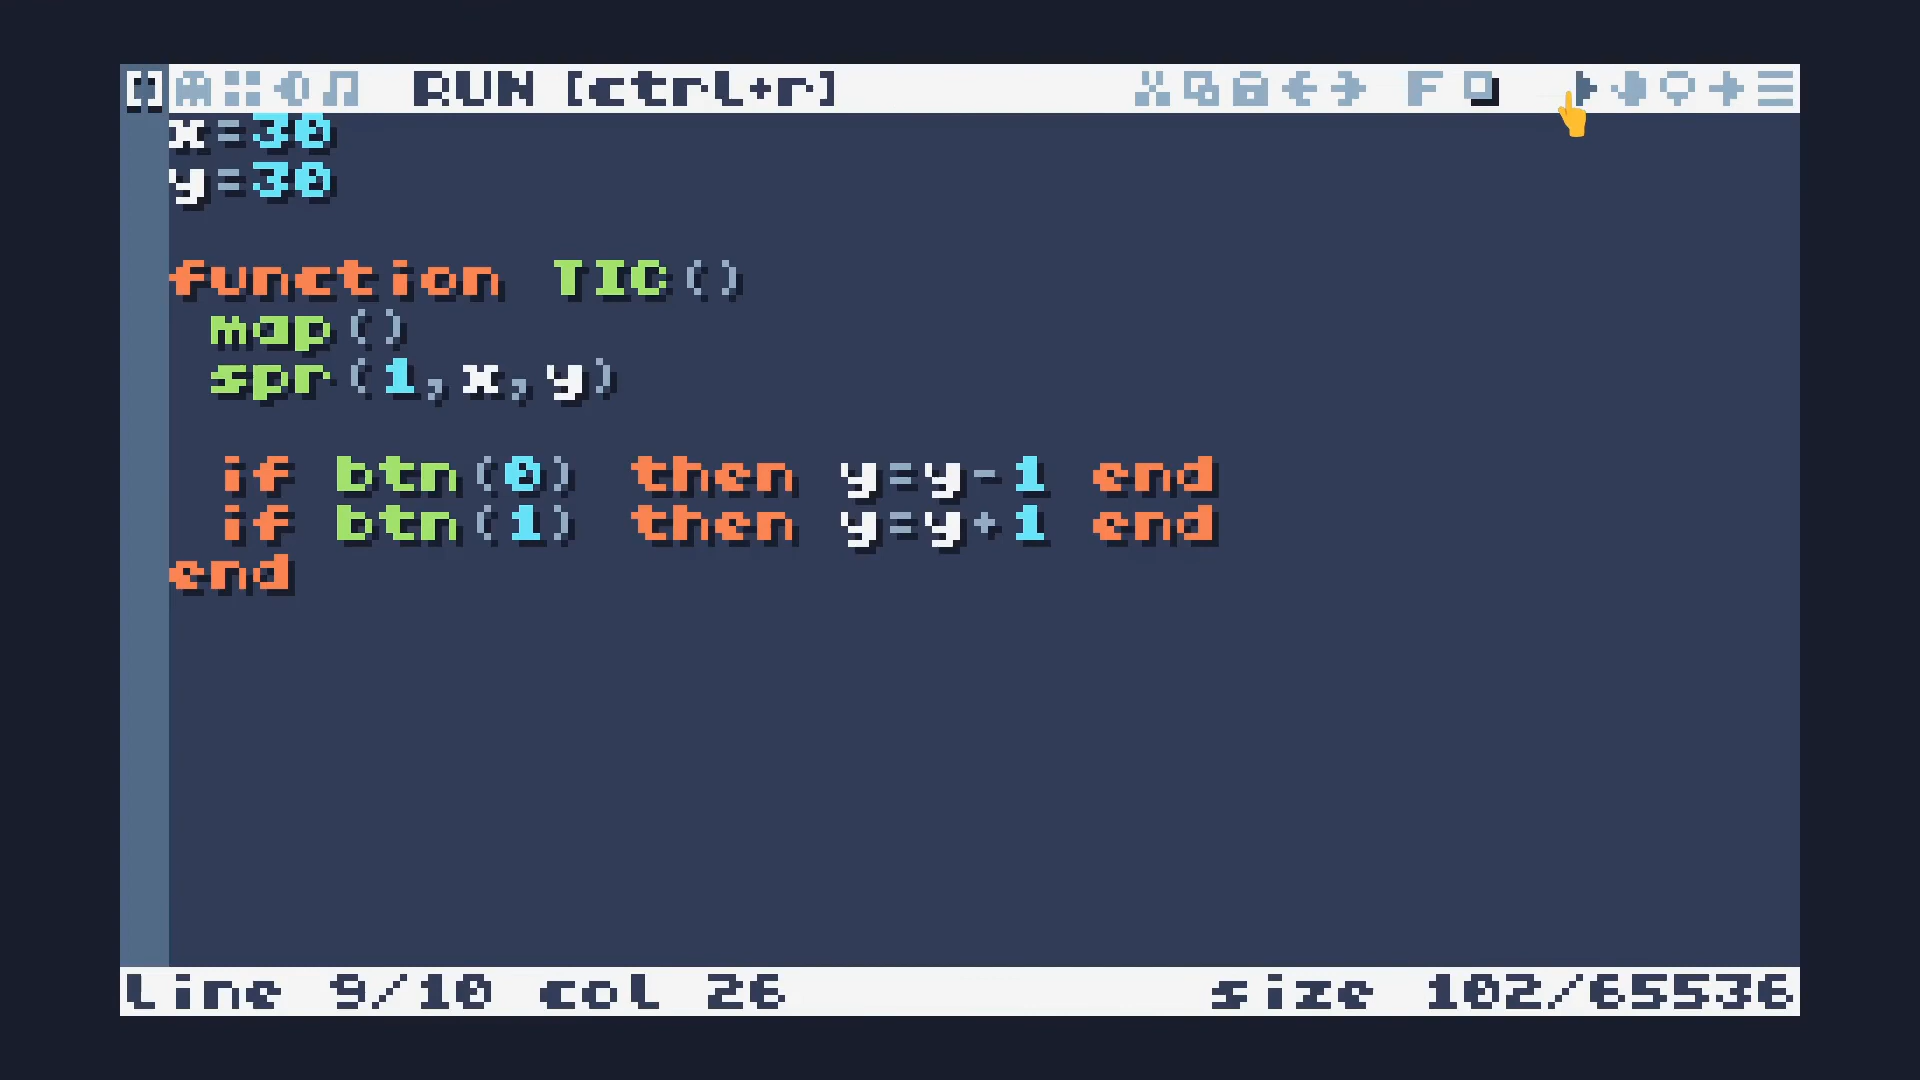 RUN [ctrl+r]
F
x=30
y=30
function TIC()
map()
spr(1,x,y)
if btn(0) then y=y-1 end
if btn(1) then y=y+1 end
end
line 9/10 col 26
size 102/65536